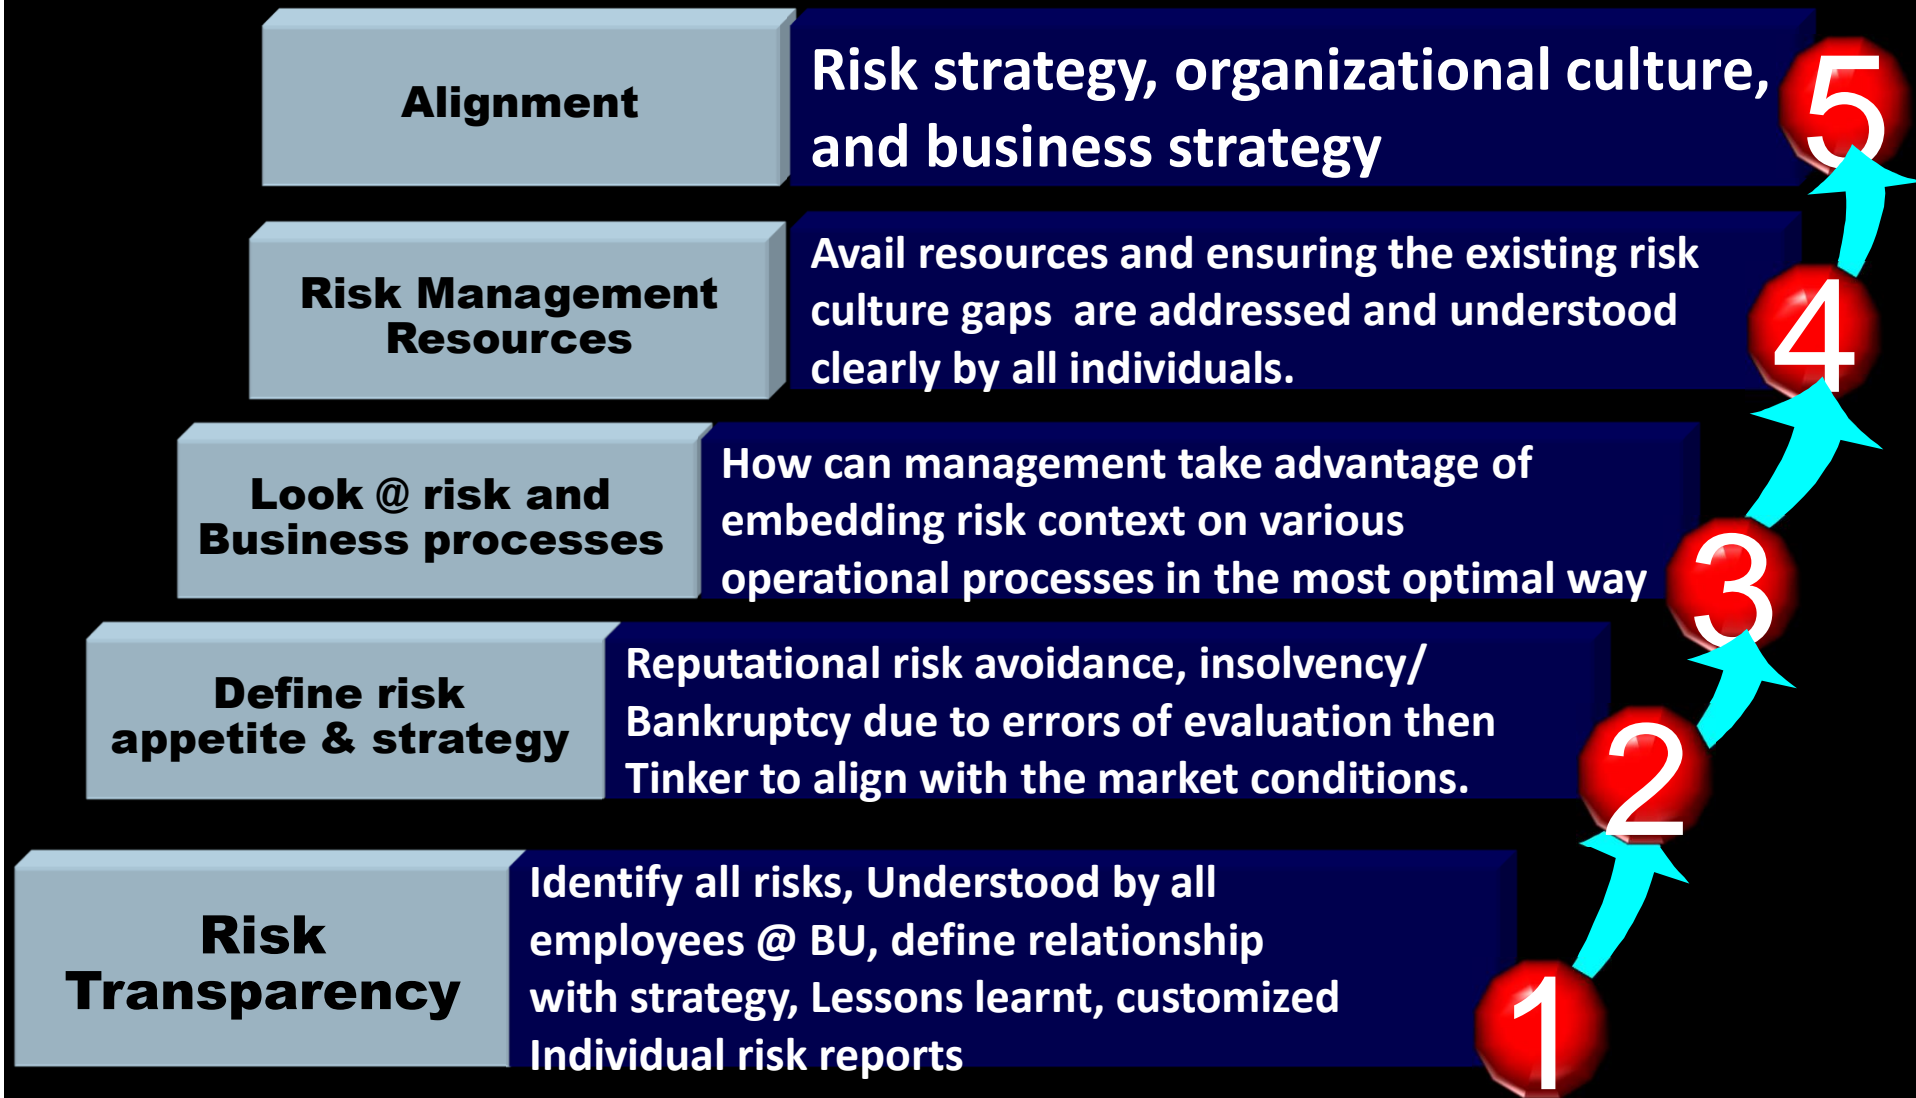 Alignment
Risk strategy, organizational culture,
and business strategy
5
Risk Management
Resources
Avail resources and ensuring the existing risk
culture gaps  are addressed and understood
clearly by all individuals.
4
Look @ risk and
Business processes
How can management take advantage of
embedding risk context on various
operational processes in the most optimal way
3
Define risk
appetite & strategy
Reputational risk avoidance, insolvency/
Bankruptcy due to errors of evaluation then
Tinker to align with the market conditions.
2
Risk
Transparency
Identify all risks, Understood by all
employees @ BU, define relationship
with strategy, Lessons learnt, customized
Individual risk reports
1